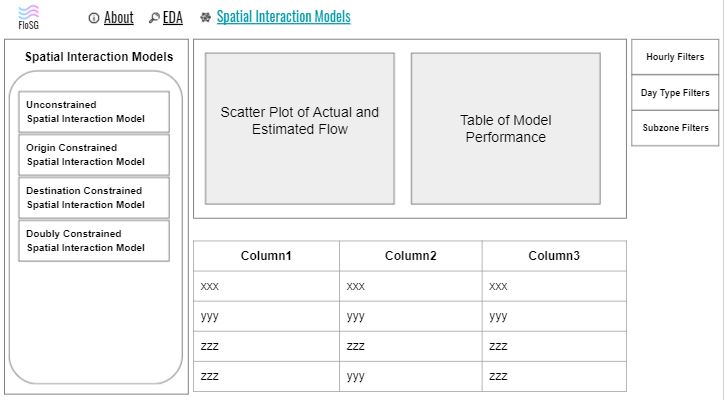 FloSG
About
EDA
Spatial Interaction Models
Spatial Interaction Models
Unconstrained
Spatial Interaction Model
Origin Constrained
Spatial Interaction Model
Destination Constrained
Spatial Interaction Model
Doubly Constrained
Spatial Interaction Model
Scatter Plot of Actual and
Estimated Flow
Table of Model
Performance
Hourly Filters
Day Type Filters
Subzone Filters
Column1 Column2 Column3
xxx xxx xxx
yyy yyy yyy
zzz zzz zzz
zzz yyy zzz